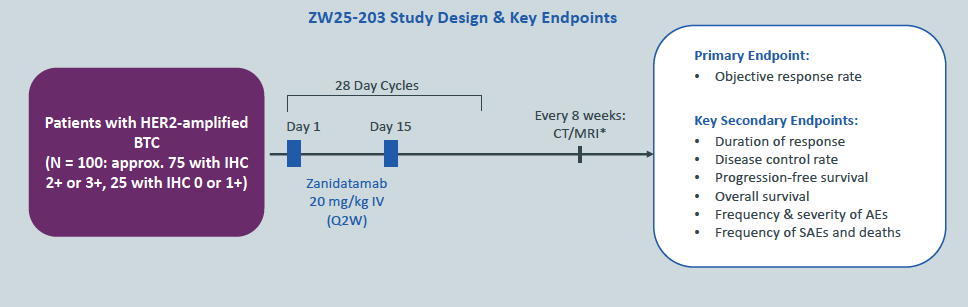 ZW25-203 Study Design & Key Endpoints
Patients with HER2-amplified
BTC
(N = 100: approx. 75 with IHC
2+ or 3+, 25 with IHC 0 or 1+)
28 Day Cycles
Day 1
Day 15
Zanidatamab
20 mg/kg IV
(Q2W)
Every 8 weeks:
CT/MRI*
Primary Endpoint:
• Objective response rate
Key Secondary Endpoints:
• Duration of response
• Disease control rate
• Progression-free survival
• Overall survival
• Frequency & severity of AEs
• Frequency of SAEs and deaths